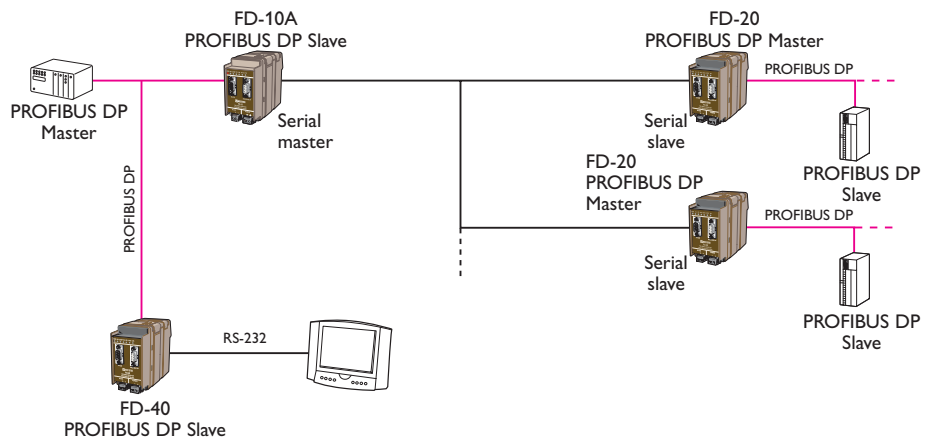 FD-10A
PROFIBUS DP Slave
FD-20
PROFIBUS DP Master
PROFIBUS DP
PROFIBUS DP
Master
Serial
master
Serial
slave
PROFIBUS DP
Slave
FD-20
PROFIBUS DP
Master
PROFIBUS DP
PROFIBUS DP
Serial
slave
PROFIBUS DP
Slave
RS-232
FD-40
PROFIBUS DP Slave